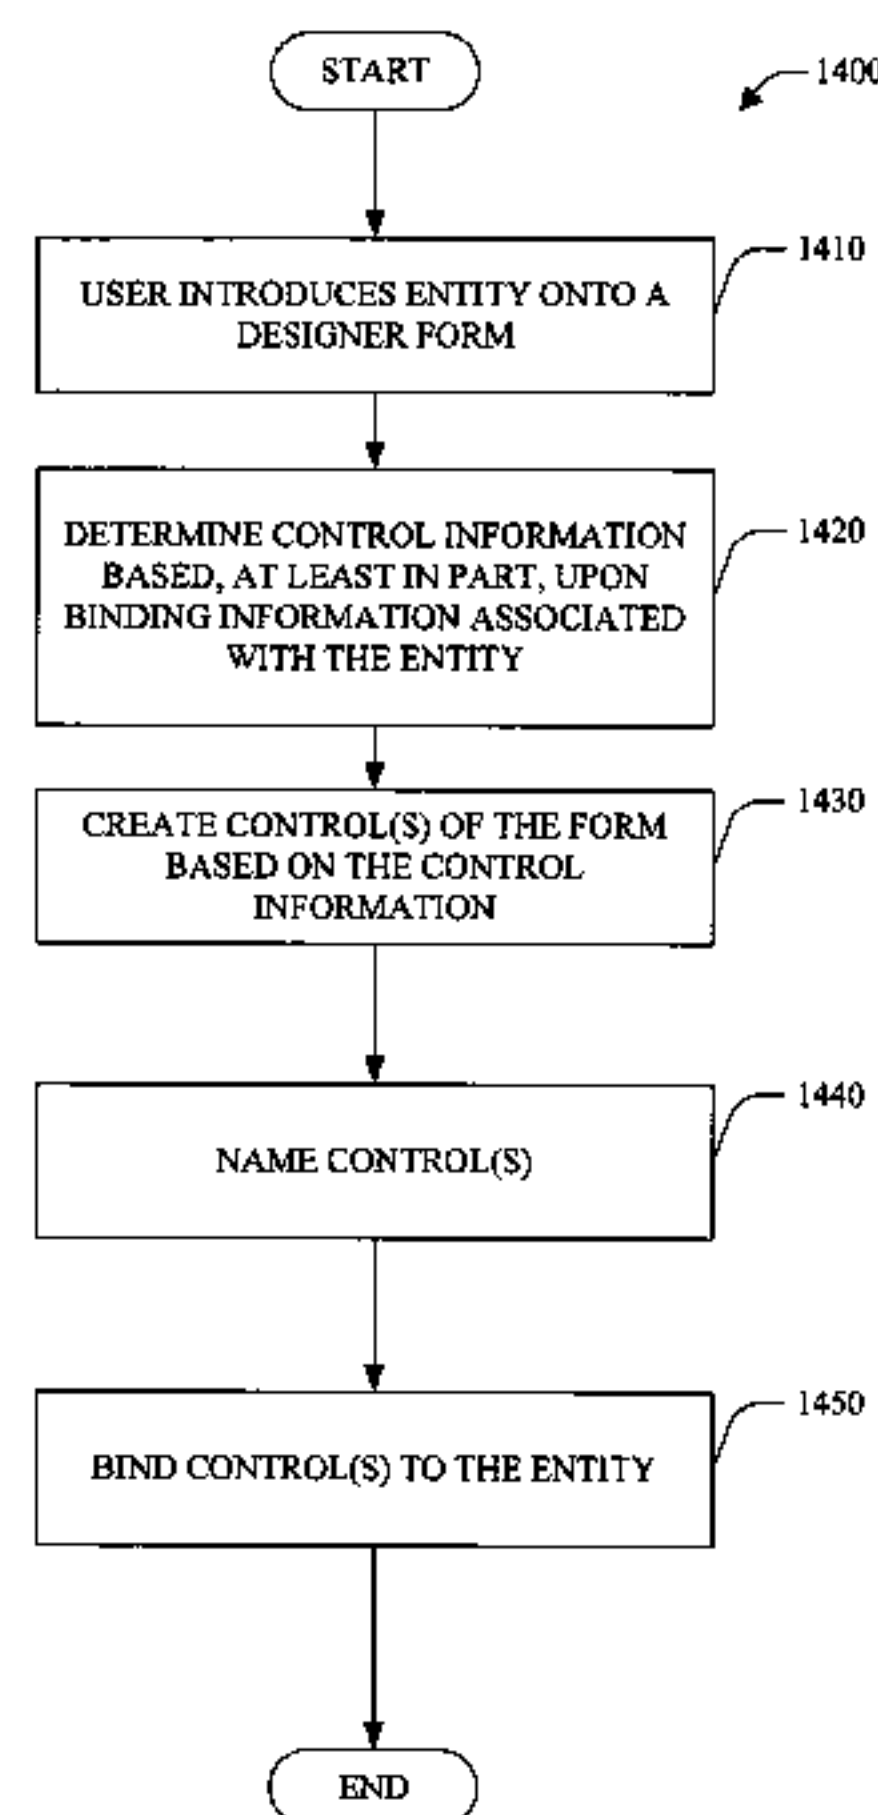 START
1400
USER INTRODUCES ENTITY ONTO A
DESIGNER FORM
1410
DETERMINE CONTROL INFORMATION
BASED, AT LEAST IN PART, UPON
BINDING INFORMATION ASSOCIATED
WITH THE ENTITY
1420
CREATE CONTROL(S) OF THE FORM
BASED ON THE CONTROL
INFORMATION
1430
NAME CONTROL(S)
1440
BIND CONTROL(S) TO THE ENTITY
1450
END